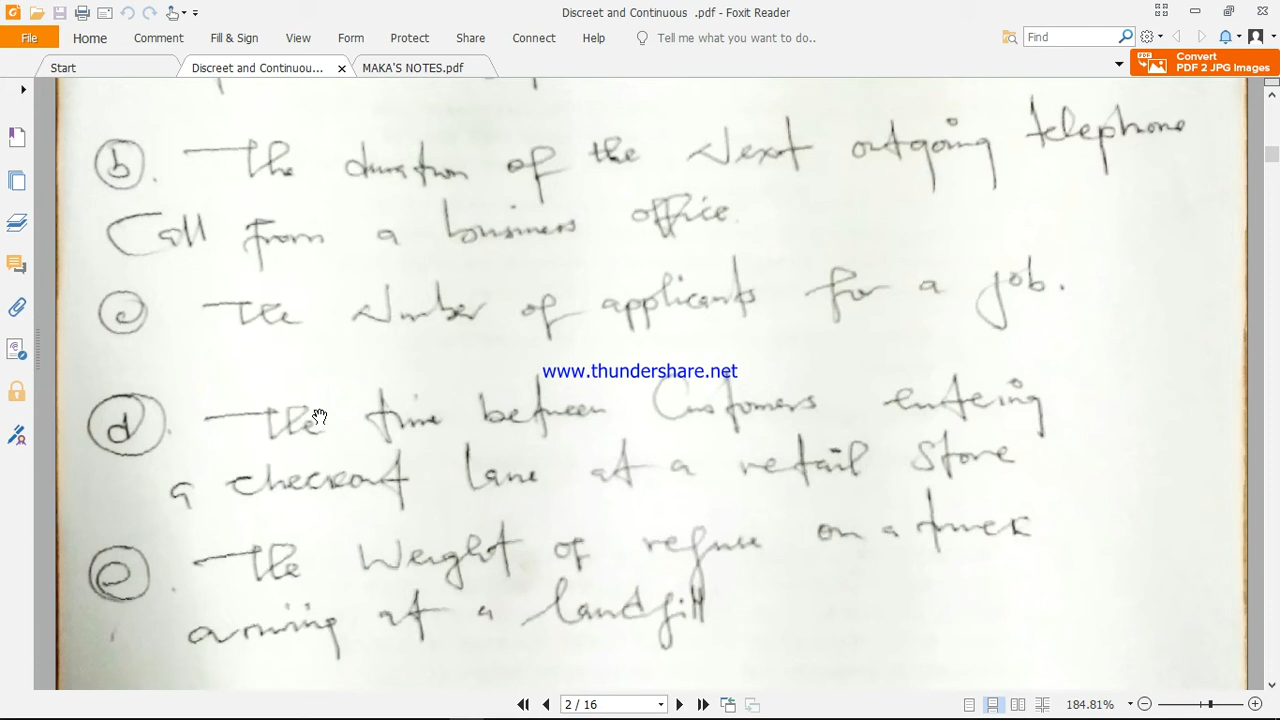 Discreet and Continuous .pdf - Foxit Reader
File Home Comment Fill & Sign View Form Protect Share Connect Help Tell me what you want to do.. Find
Start Discreet and Continuou... MAKA'S NOTES.pdf Convert PDF 2 JPG Images
(b). The duration of the Next outgoing telephone
Call from a business office.
(c) The Number of applicants for a job.
www.thundershare.net
(d). The time between Customers entering
a checkout lane at a retail store
(e). The Weight of refuse on a truck
arriving at a landfill
2 / 16 184.81%